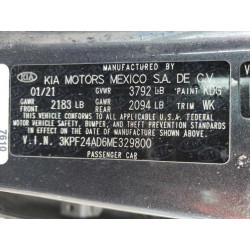 KIA KIA MOTORS MEXICO S.A. DE C.V.
01/21 GVWR 3792 LB PAINT KDG
GAWR FRONT 2183 LB GAWR REAR 2094 LB TRIM WK
THIS VEHICLE CONFORMS TO ALL APPLICABLE U.S. FEDERAL
MOTOR VEHICLE SAFETY, BUMPER, AND THEFT PREVENTION
STANDARDS IN EFFECT ON THE DATE OF MANUFACTURE SHOWN ABOVE.
V.I.N. 3KPF24AD6ME329800
PASSENGER CAR
7610